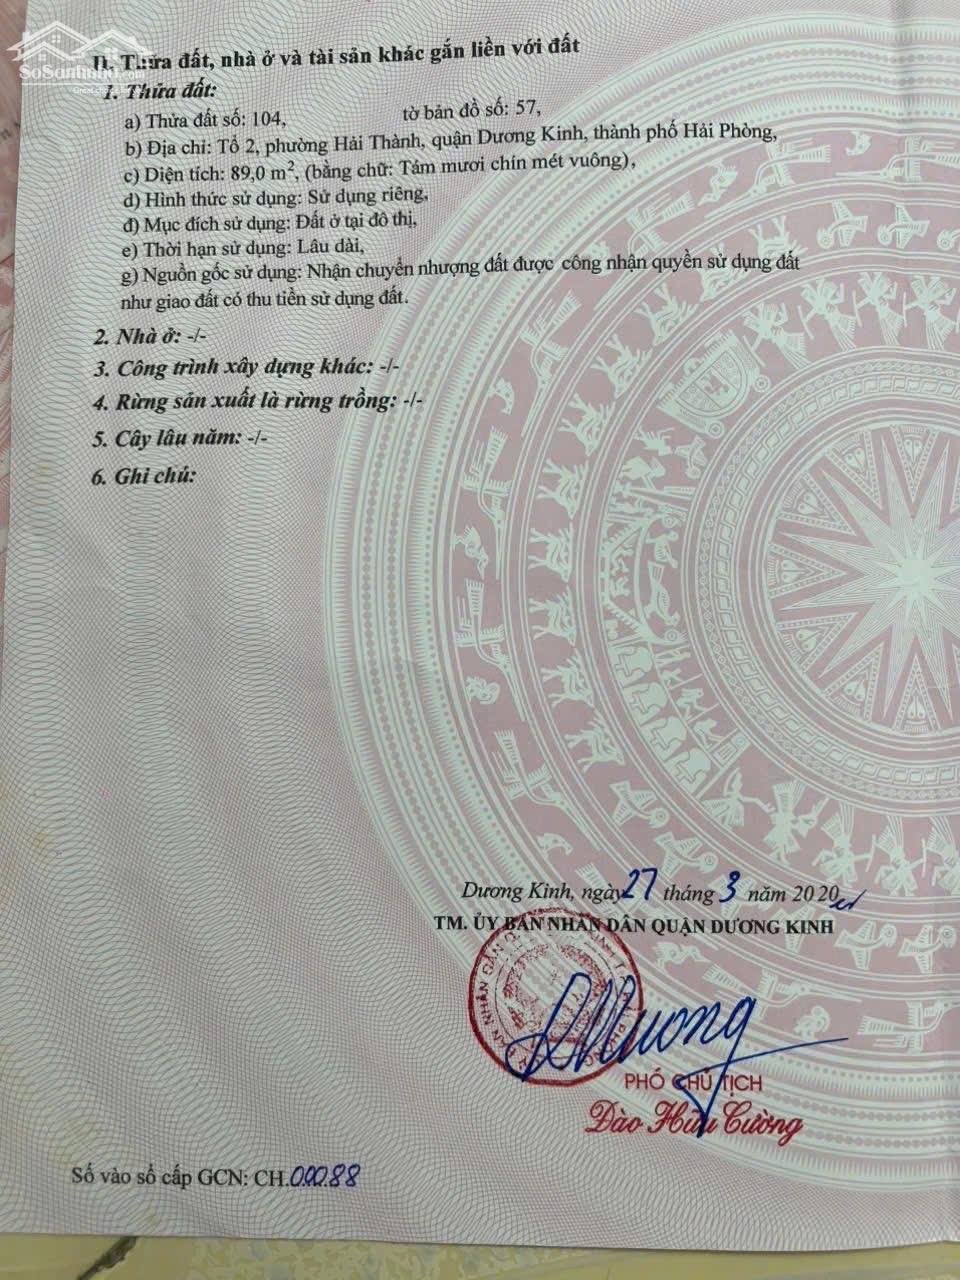 II. Thửa đất, nhà ở và tài sản khác gắn liền với đất
1. Thửa đất:
a) Thửa đất số: 104, tờ bản đồ số: 57,
b) Địa chỉ: Tổ 2, phường Hải Thành, quận Dương Kinh, thành phố Hải Phòng,
c) Diện tích: 89,0 m², (bằng chữ: Tám mươi chín mét vuông),
d) Hình thức sử dụng: Sử dụng riêng,
đ) Mục đích sử dụng: Đất ở tại đô thị,
e) Thời hạn sử dụng: Lâu dài,
g) Nguồn gốc sử dụng: Nhận chuyển nhượng đất được công nhận quyền sử dụng đất
như giao đất có thu tiền sử dụng đất.
2. Nhà ở: -/-
3. Công trình xây dựng khác: -/-
4. Rừng sản xuất là rừng trồng: -/-
5. Cây lâu năm: -/-
6. Ghi chú:
Dương Kinh, ngày 27 tháng 3 năm 2020
TM. ỦY BAN NHÂN DÂN QUẬN DƯƠNG KINH
PHÓ CHỦ TỊCH
Đào Hữu Cường
Số vào sổ cấp GCN: CH.00088